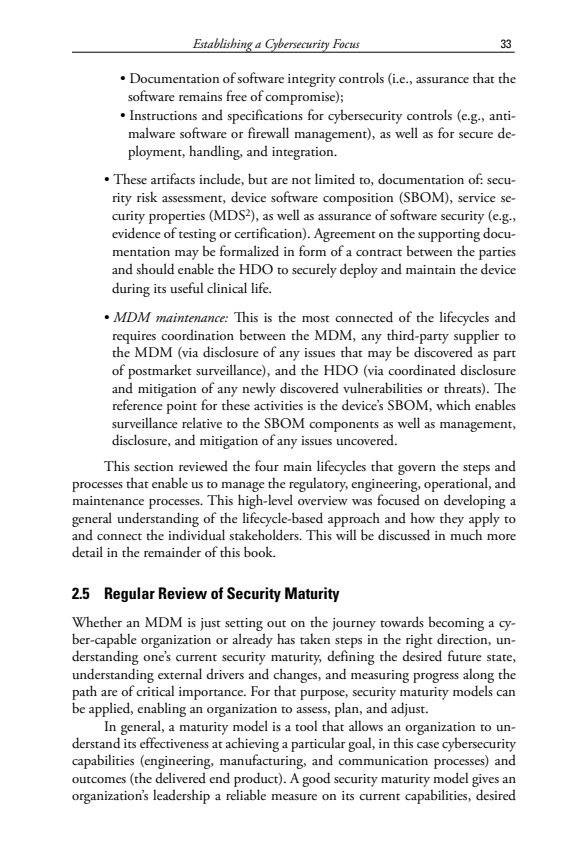 Establishing a Cybersecurity Focus 33
• Documentation of software integrity controls (i.e., assurance that the
software remains free of compromise);
• Instructions and specifications for cybersecurity controls (e.g., anti-
malware software or firewall management), as well as for secure de-
ployment, handling, and integration.
• These artifacts include, but are not limited to, documentation of: secu-
rity risk assessment, device software composition (SBOM), service se-
curity properties (MDS²), as well as assurance of software security (e.g.,
evidence of testing or certification). Agreement on the supporting docu-
mentation may be formalized in form of a contract between the parties
and should enable the HDO to securely deploy and maintain the device
during its useful clinical life.
• MDM maintenance: This is the most connected of the lifecycles and
requires coordination between the MDM, any third-party supplier to
the MDM (via disclosure of any issues that may be discovered as part
of postmarket surveillance), and the HDO (via coordinated disclosure
and mitigation of any newly discovered vulnerabilities or threats). The
reference point for these activities is the device’s SBOM, which enables
surveillance relative to the SBOM components as well as management,
disclosure, and mitigation of any issues uncovered.
This section reviewed the four main lifecycles that govern the steps and
processes that enable us to manage the regulatory, engineering, operational, and
maintenance processes. This high-level overview was focused on developing a
general understanding of the lifecycle-based approach and how they apply to
and connect the individual stakeholders. This will be discussed in much more
detail in the remainder of this book.
2.5 Regular Review of Security Maturity
Whether an MDM is just setting out on the journey towards becoming a cy-
ber-capable organization or already has taken steps in the right direction, un-
derstanding one’s current security maturity, defining the desired future state,
understanding external drivers and changes, and measuring progress along the
path are of critical importance. For that purpose, security maturity models can
be applied, enabling an organization to assess, plan, and adjust.
In general, a maturity model is a tool that allows an organization to un-
derstand its effectiveness at achieving a particular goal, in this case cybersecurity
capabilities (engineering, manufacturing, and communication processes) and
outcomes (the delivered end product). A good security maturity model gives an
organization’s leadership a reliable measure on its current capabilities, desired